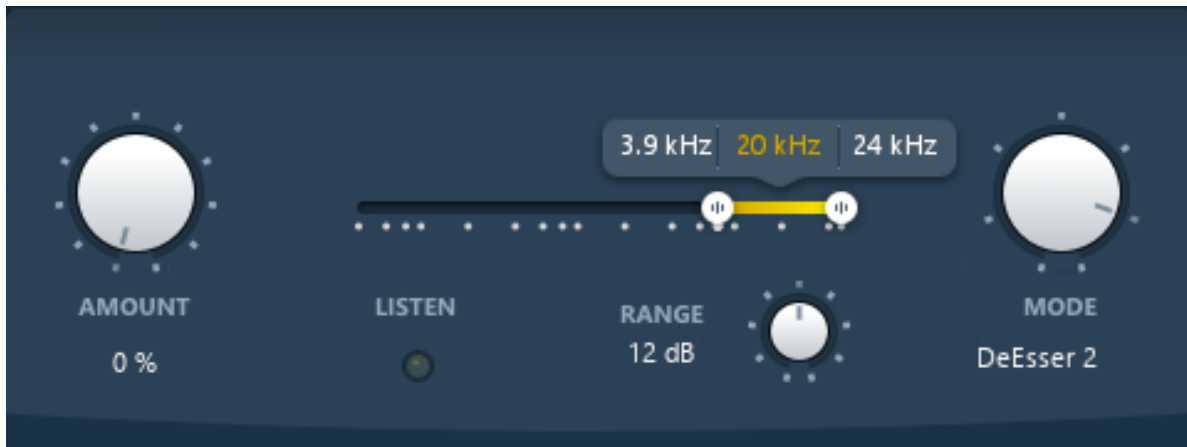 3.9 kHz 20 kHz 24 kHz
AMOUNT
0 %
LISTEN
RANGE
12 dB
MODE
DeEsser 2